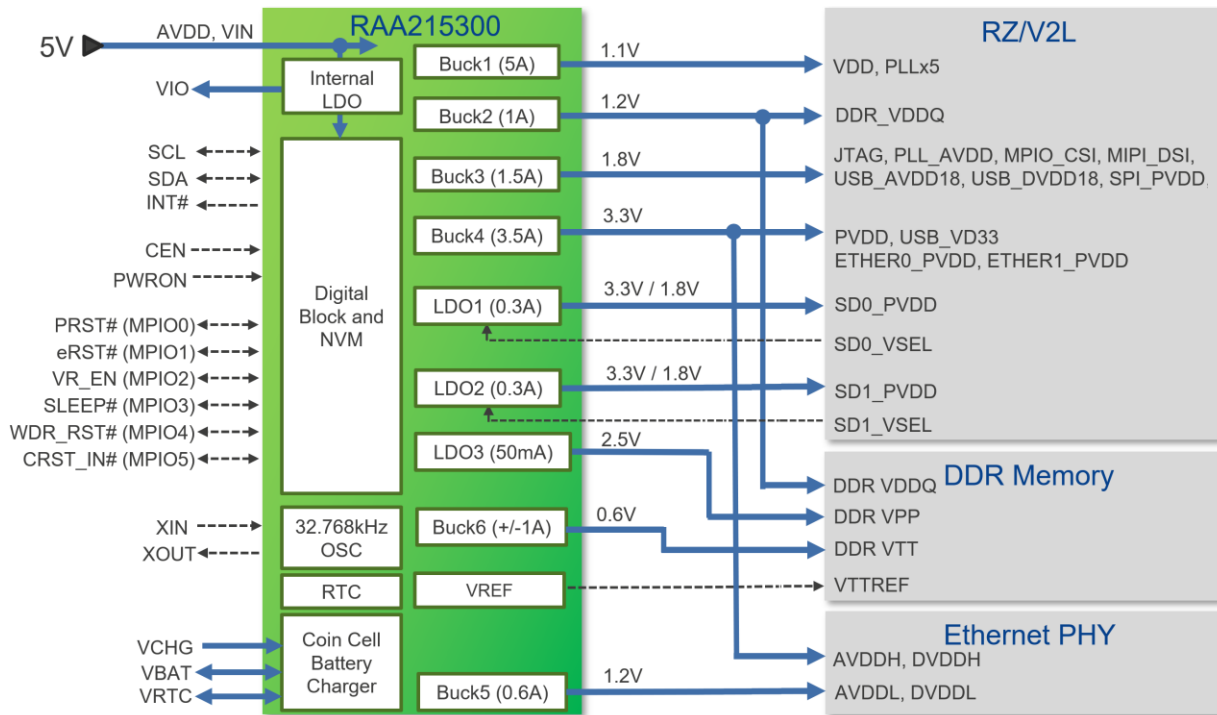 RAA215300
RZ/V2L
5V
AVDD, VIN
VIO
Internal
LDO
SCL
SDA
INT#
CEN
PWRON
PRST# (MPIO0)
eRST# (MPIO1)
VR_EN (MPIO2)
SLEEP# (MPIO3)
WDR_RST# (MPIO4)
CRST_IN# (MPIO5)
XIN
XOUT
VCHG
VBAT
VRTC
Digital
Block and
NVM
32.768kHz
OSC
RTC
Coin Cell
Battery
Charger
Buck1 (5A)
1.1V
VDD, PLLx5
Buck2 (1A)
1.2V
DDR_VDDQ
Buck3 (1.5A)
1.8V
JTAG, PLL_AVDD, MPIO_CSI, MIPI_DSI,
USB_AVDD18, USB_DVDD18, SPI_PVDD,
Buck4 (3.5A)
3.3V
PVDD, USB_VD33
ETHER0_PVDD, ETHER1_PVDD
LDO1 (0.3A)
3.3V / 1.8V
SD0_PVDD
SD0_VSEL
LDO2 (0.3A)
3.3V / 1.8V
SD1_PVDD
SD1_VSEL
LDO3 (50mA)
2.5V
DDR Memory
DDR VDDQ
DDR VPP
Buck6 (+/-1A)
0.6V
DDR VTT
VREF
VTTREF
Ethernet PHY
AVDDH, DVDDH
Buck5 (0.6A)
1.2V
AVDDL, DVDDL